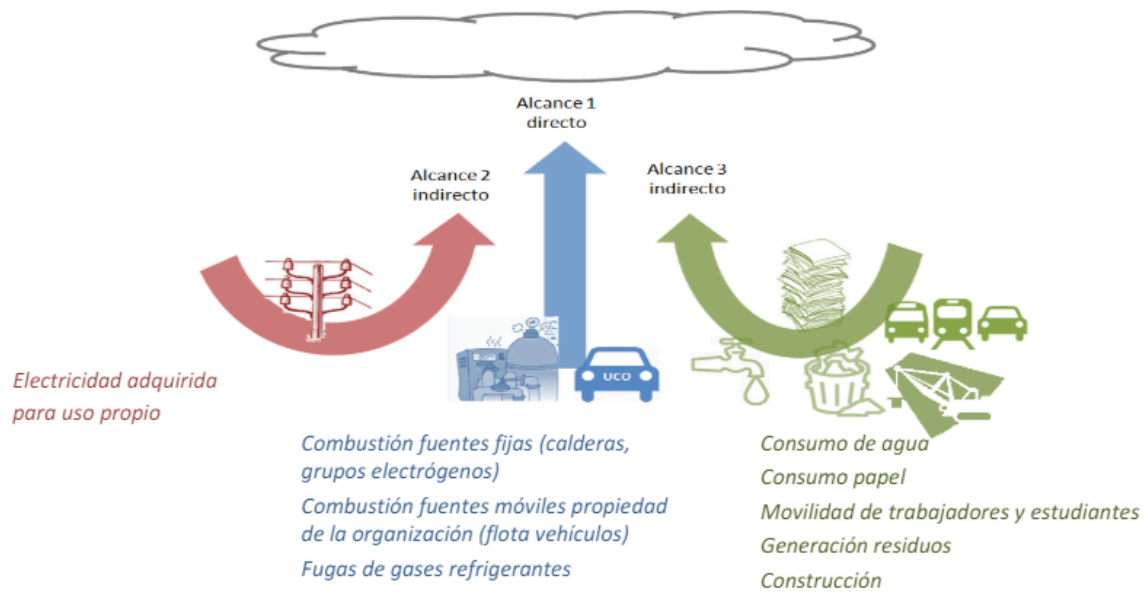 Alcance 1
directo
Alcance 2
indirecto
Alcance 3
indirecto
UCO
Electricidad adquirida
para uso propio
Combustión fuentes fijas (calderas,
grupos electrógenos)
Combustión fuentes móviles propiedad
de la organización (flota vehículos)
Fugas de gases refrigerantes
Consumo de agua
Consumo papel
Movilidad de trabajadores y estudiantes
Generación residuos
Construcción